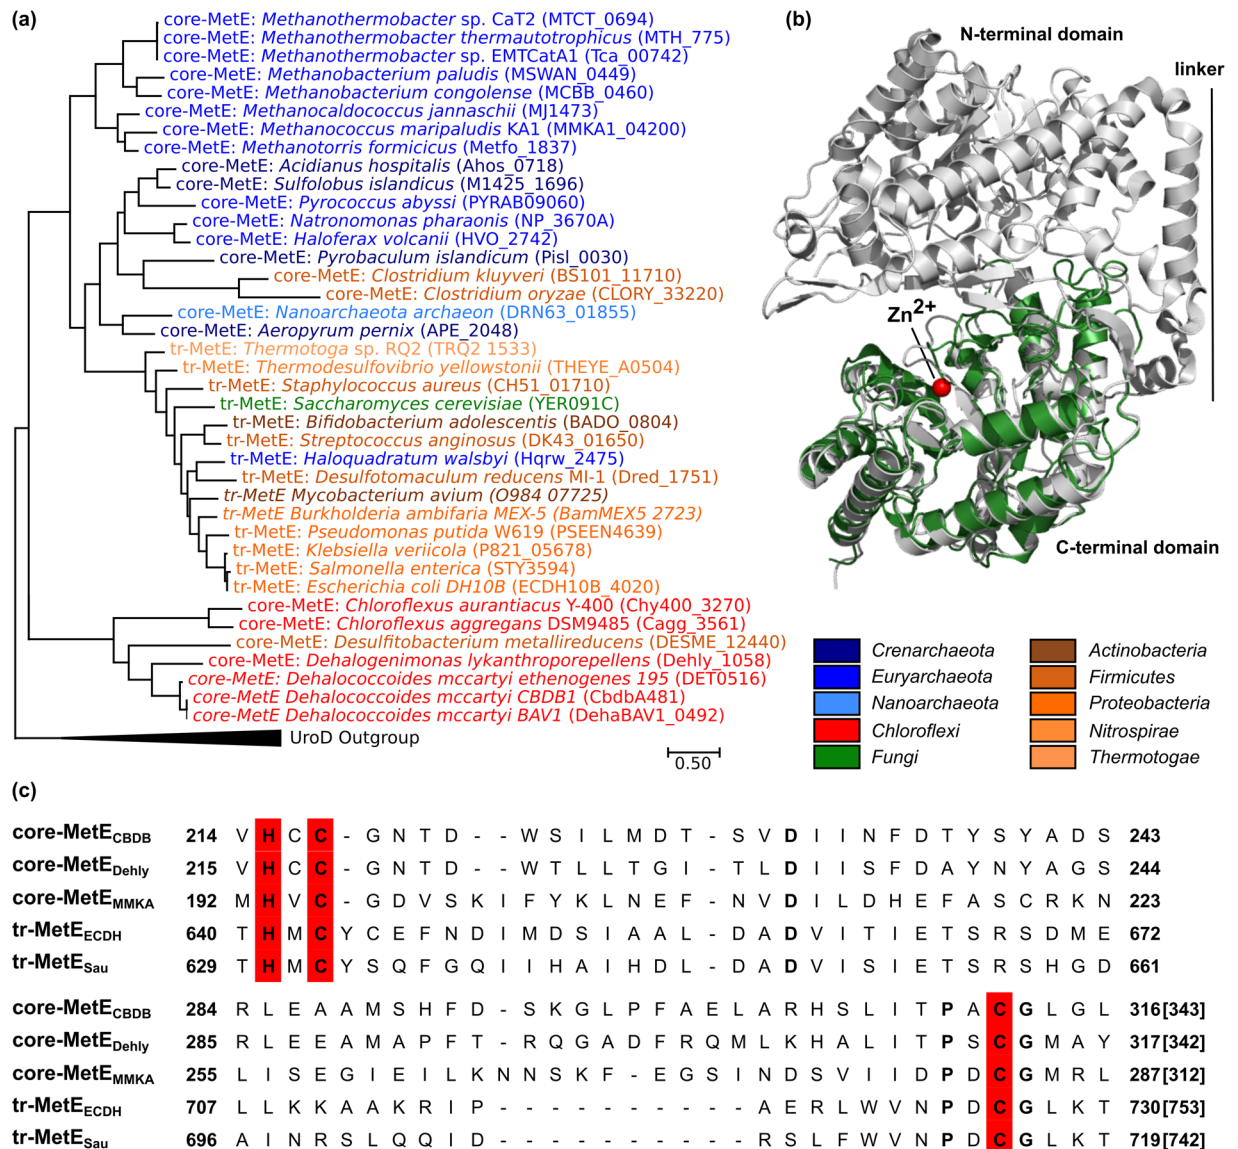 (a)
core-MetE: Methanothermobacter sp. CaT2 (MTCT_0694)
core-MetE: Methanothermobacter thermautotrophicus (MTH_775)
core-MetE: Methanothermobacter sp. EMTCatA1 (Tca_00742)
core-MetE: Methanobacterium paludis (MSWAN_0449)
core-MetE: Methanobacterium congolense (MCBB_0460)
core-MetE: Methanocaldococcus jannaschii (MJ1473)
core-MetE: Methanococcus maripaludis KA1 (MMKA1_04200)
core-MetE: Methanotorris formicicus (Metfo_1837)
core-MetE: Acidianus hospitalis (Ahos_0718)
core-MetE: Sulfolobus islandicus (M1425_1696)
core-MetE: Pyrococcus abyssi (PYRAB09060)
core-MetE: Natronomonas pharaonis (NP_3670A)
core-MetE: Haloferax volcanii (HVO_2742)
core-MetE: Pyrobaculum islandicum (Pisl_0030)
core-MetE: Clostridium kluyveri (BS101_11710)
core-MetE: Clostridium oryzae (CLORY_33220)
core-MetE: Nanoarchaeota archaeon (DRN63_01855)
core-MetE: Aeropyrum pernix (APE_2048)
tr-MetE: Thermotoga sp. RQ2 (TRQ2_1533)
tr-MetE: Thermodesulfovibrio yellowstonii (THEYE_A0504)
tr-MetE: Staphylococcus aureus (CH51_01710)
tr-MetE: Saccharomyces cerevisiae (YER091C)
tr-MetE: Bifidobacterium adolescentis (BADO_0804)
tr-MetE: Streptococcus anginosus (DK43_01650)
tr-MetE: Haloquadratum walsbyi (Hqrw_2475)
tr-MetE: Desulfotomaculum reducens MI-1 (Dred_1751)
tr-MetE Mycobacterium avium (O984_07725)
tr-MetE Burkholderia ambifaria MEX-5 (BamMEX5_2723)
tr-MetE: Pseudomonas putida W619 (PSEEN4639)
tr-MetE: Klebsiella veriicola (P821_05678)
tr-MetE: Salmonella enterica (STY3594)
tr-MetE: Escherichia coli DH10B (ECDH10B_4020)
core-MetE: Chloroflexus aurantiacus Y-400 (Chy400_3270)
core-MetE: Chloroflexus aggregans DSM9485 (Cagg_3561)
core-MetE: Desulfitobacterium metallireducens (DESME_12440)
core-MetE: Dehalogenimonas lykanthroporepellens (Dehly_1058)
core-MetE: Dehalococcoides mccartyi ethenogenes 195 (DET0516)
core-MetE Dehalococcoides mccartyi CBDB1 (CbdbA481)
core-MetE Dehalococcoides mccartyi BAV1 (DehaBAV1_0492)
UroD Outgroup
0.50
(b)
N-terminal domain
linker
Zn2+
C-terminal domain
Crenarchaeota
Euryarchaeota
Nanoarchaeota
Chloroflexi
Fungi
Actinobacteria
Firmicutes
Proteobacteria
Nitrospirae
Thermotogae
(c)
core-MetECBDB 214 V H C C - G N T D - - W S I L M D T - S V D I I N F D T Y S Y A D S 243
core-MetEDehly 215 V H C C - G N T D - - W T L L T G I - T L D I I S F D A Y N Y A G S 244
core-MetEMMKA 192 M H V C - G D V S K I F Y K L N E F - N V D I L D H E F A S C R K N 223
tr-MetEECDH 640 T H M C Y C E F N D I M D S I A A L - D A D V I T I E T S R S D M E 672
tr-MetESau 629 T H M C Y S Q F G Q I I H A I H D L - D A D V I S I E T S R S H G D 661
core-MetECBDB 284 R L E A A M S H F D - S K G L P F A E L A R H S L I T P A C G L G L 316[343]
core-MetEDehly 285 R L E E A M A P F T - R Q G A D F R Q M L K H A L I T P S C G M A Y 317[342]
core-MetEMMKA 255 L I S E G I E I L K N N S K F - E G S I N D S V I I D P D C G M R L 287[312]
tr-MetEECDH 707 L L K K A A K R I P - - - - - - - - - - A E R L W V N P D C G L K T 730[753]
tr-MetESau 696 A I N R S L Q Q I D - - - - - - - - - - R S L F W V N P D C G L K T 719[742]